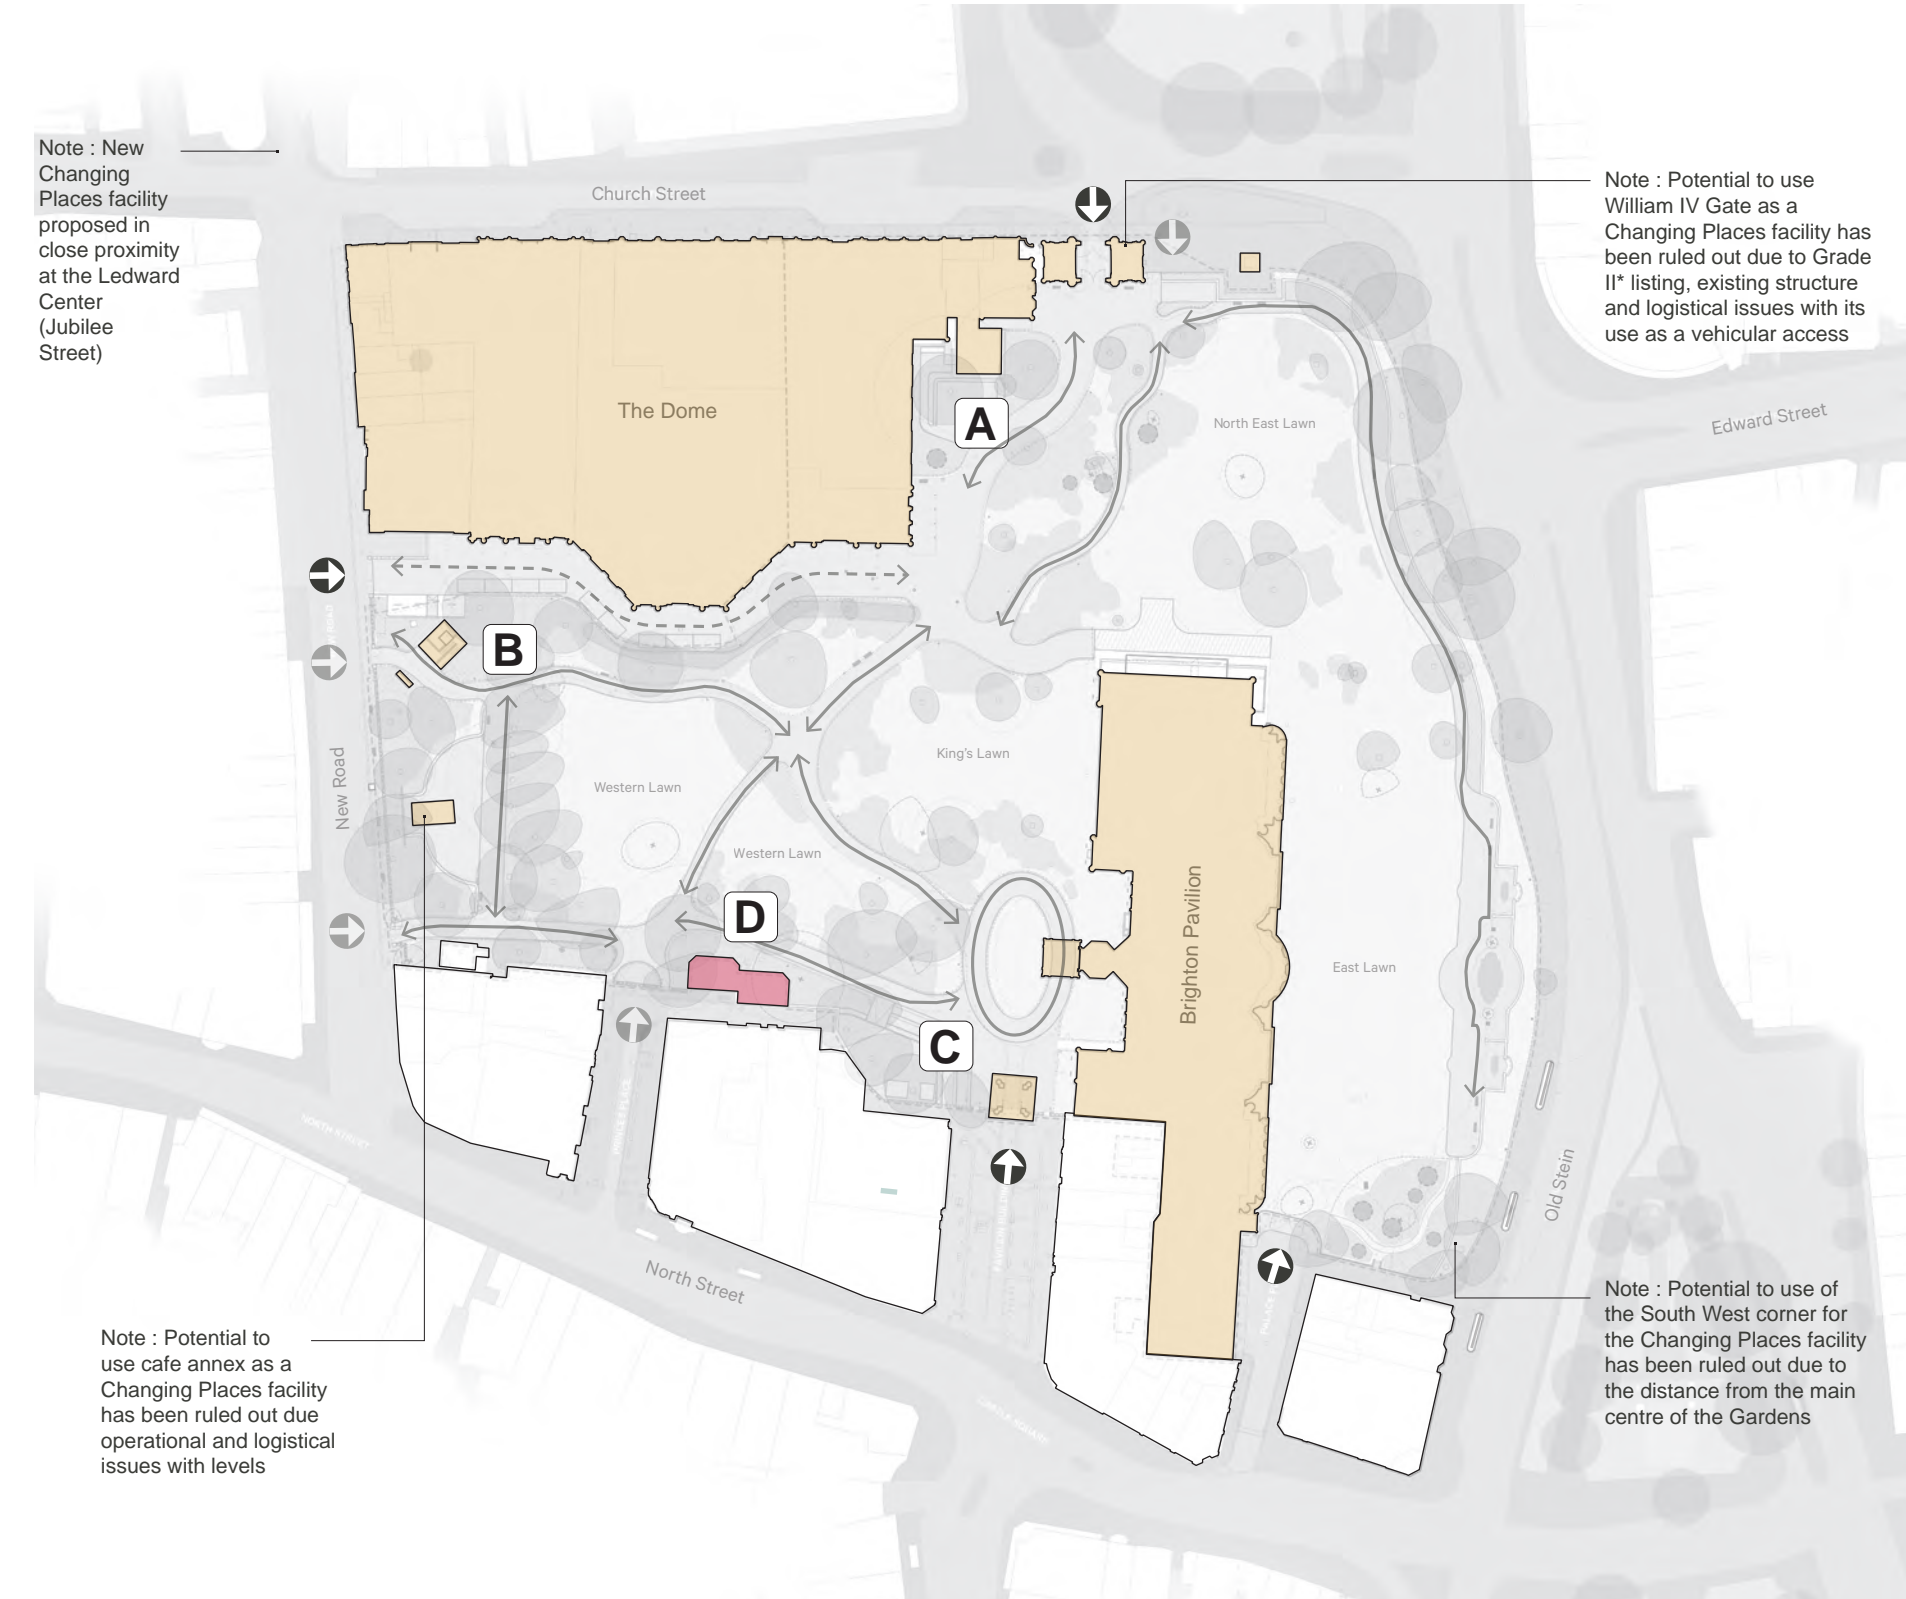 Note : New
Changing
Places facility
proposed in
close proximity
at the Ledward
Center
(Jubilee
Street)
Church Street
Note : Potential to use
William IV Gate as a
Changing Places facility has
been ruled out due to Grade
II* listing, existing structure
and logistical issues with its
use as a vehicular access
The Dome
A
North East Lawn
Edward Street
B
New Road
King's Lawn
Western Lawn
Western Lawn
D
Brighton Pavilion
East Lawn
C
NORTH STREET
Old Stein
North Street
Note : Potential to
use cafe annex as a
Changing Places facility
has been ruled out due
operational and logistical
issues with levels
Note : Potential to use of
the South West corner for
the Changing Places facility
has been ruled out due to
the distance from the main
centre of the Gardens